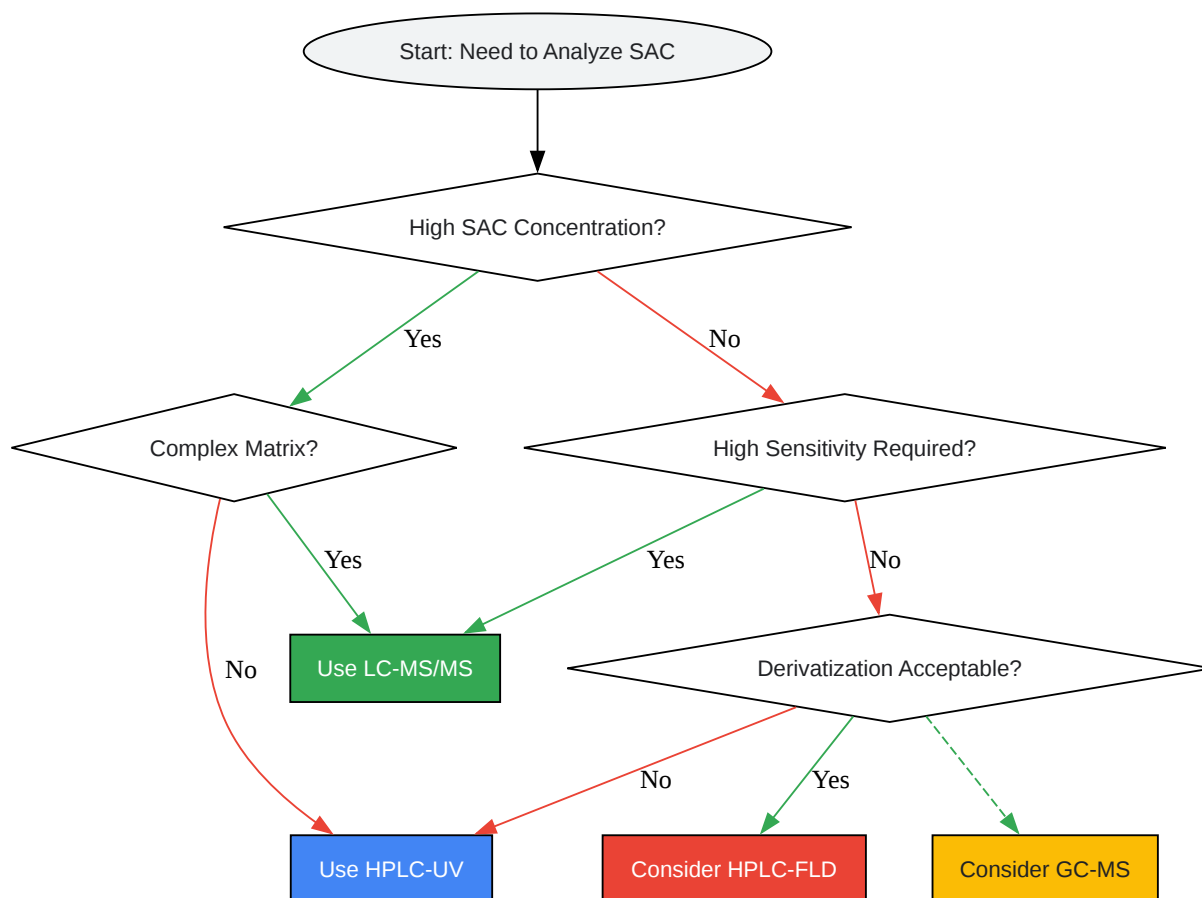 Start: Need to Analyze SAC
High SAC Concentration?
Yes
No
Complex Matrix?
High Sensitivity Required?
Yes
Yes
No
No
Use LC-MS/MS
Derivatization Acceptable?
No
Yes
Use HPLC-UV
Consider HPLC-FLD
Consider GC-MS